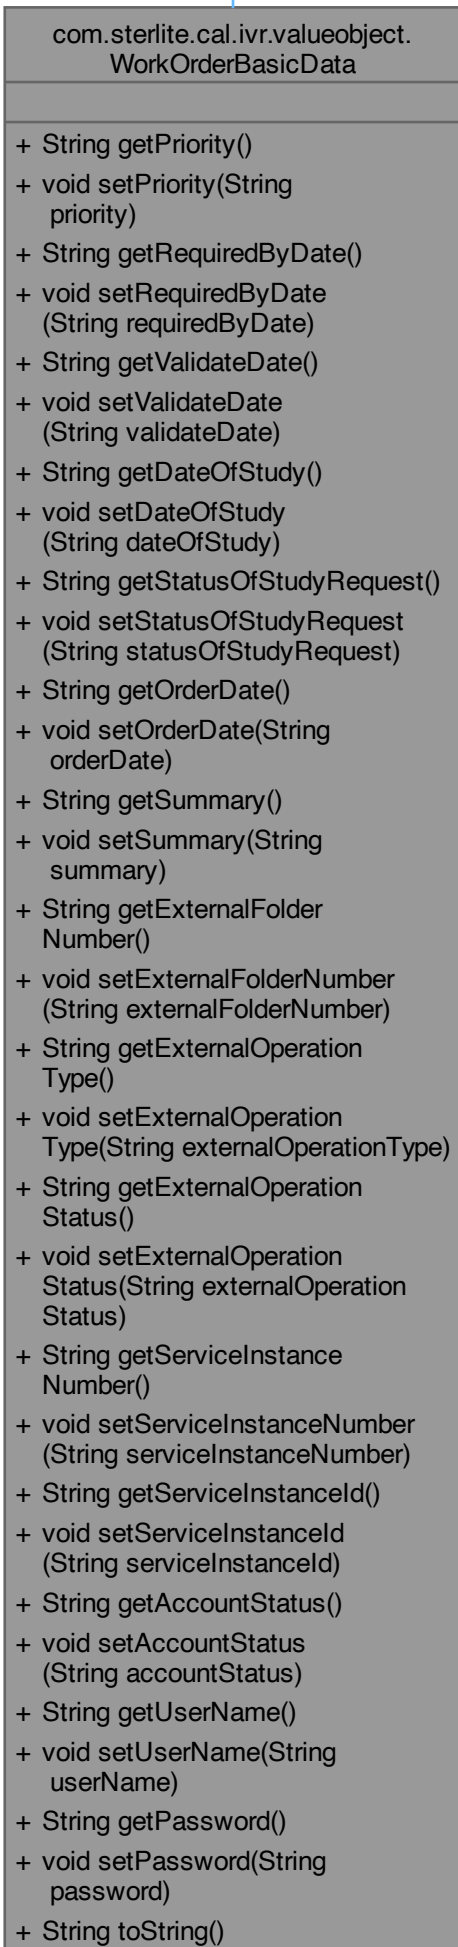 com.sterlite.cal.ivr.valueobject.
WorkOrderBasicData
+ String getPriority()
+ void setPriority(String
priority)
+ String getRequiredByDate()
+ void setRequiredByDate
(String requiredByDate)
+ String getValidateDate()
+ void setValidateDate
(String validateDate)
+ String getDateOfStudy()
+ void setDateOfStudy
(String dateOfStudy)
+ String getStatusOfStudyRequest()
+ void setStatusOfStudyRequest
(String statusOfStudyRequest)
+ String getOrderDate()
+ void setOrderDate(String
orderDate)
+ String getSummary()
+ void setSummary(String
summary)
+ String getExternalFolder
Number()
+ void setExternalFolderNumber
(String externalFolderNumber)
+ String getExternalOperation
Type()
+ void setExternalOperation
Type(String externalOperationType)
+ String getExternalOperation
Status()
+ void setExternalOperation
Status(String externalOperation
Status)
+ String getServiceInstance
Number()
+ void setServiceInstanceNumber
(String serviceInstanceNumber)
+ String getServiceInstanceId()
+ void setServiceInstanceId
(String serviceInstanceId)
+ String getAccountStatus()
+ void setAccountStatus
(String accountStatus)
+ String getUserName()
+ void setUserName(String
userName)
+ String getPassword()
+ void setPassword(String
password)
+ String toString()